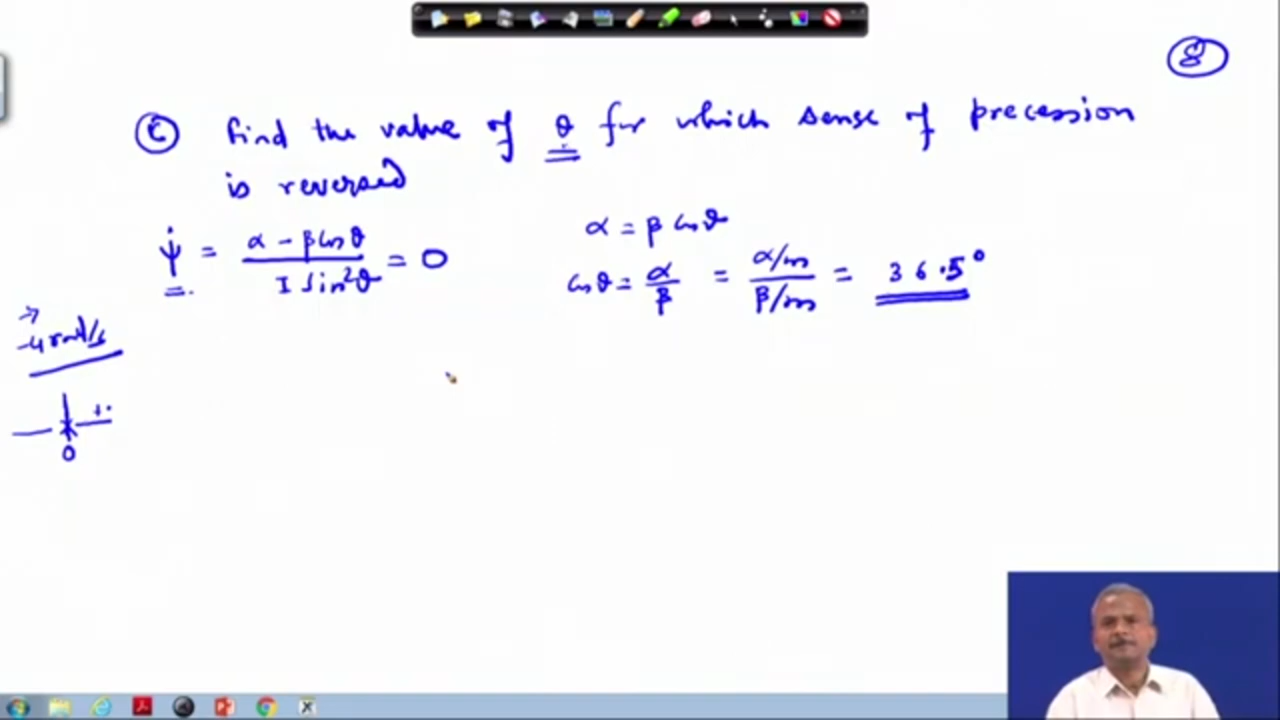 8
(C) Find the value of θ for which sense of precession
is reversed
ψ̇ = (α - β cos θ) / (I sin²θ) = 0
α = β cos θ
cos θ = α/β = (α/m)/(β/m) = 36.5°
-4 rad/s
+
0